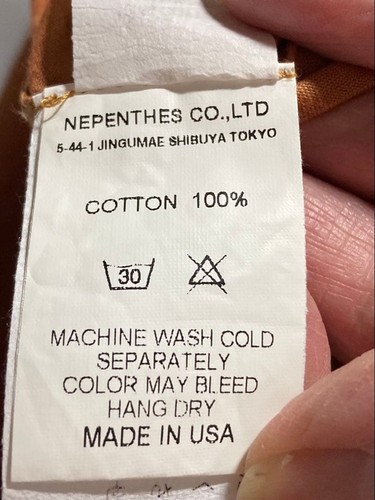 NEPENTHES CO.,LTD
5-44-1 JINGUMAE SHIBUYA TOKYO
COTTON 100%
30
MACHINE WASH COLD
SEPARATELY
COLOR MAY BLEED
HANG DRY
MADE IN USA